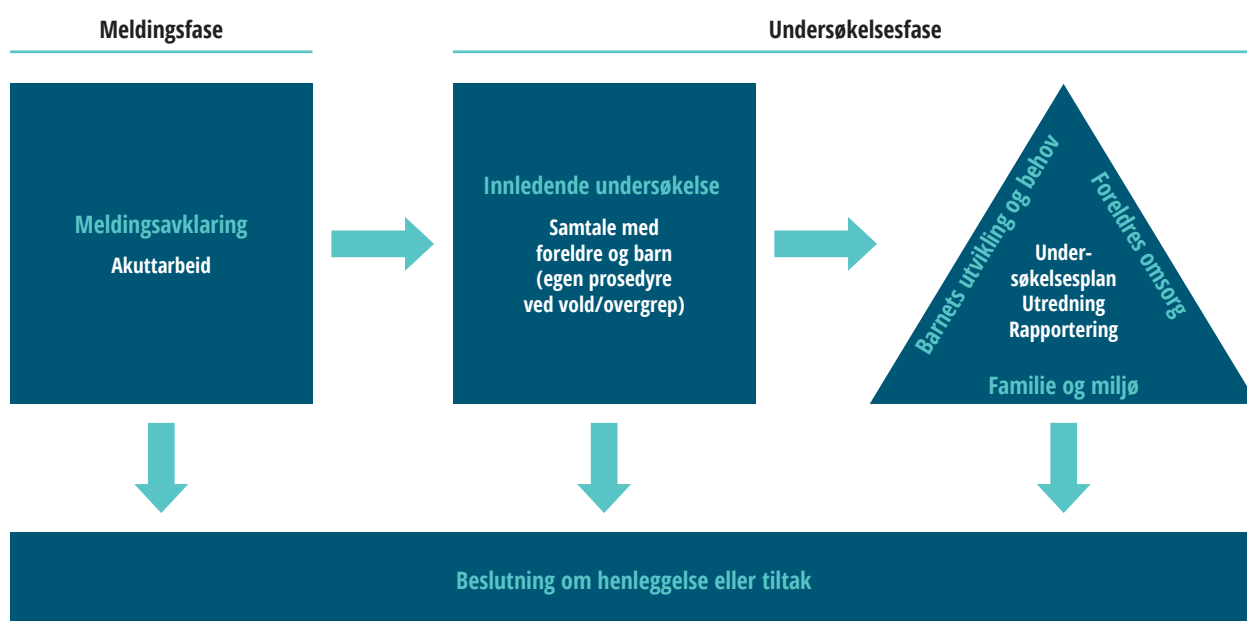 Meldingsfase
Undersøkelsesfase
Meldingsavklaring
Akuttarbeid
Innledende undersøkelse
Samtale med
foreldre og barn
(egen prosedyre
ved vold/overgrep)
Barnets utvikling og behov
Foreldres omsorg
Under-
søkelsesplan
Utredning
Rapportering
Familie og miljø
Beslutning om henleggelse eller tiltak